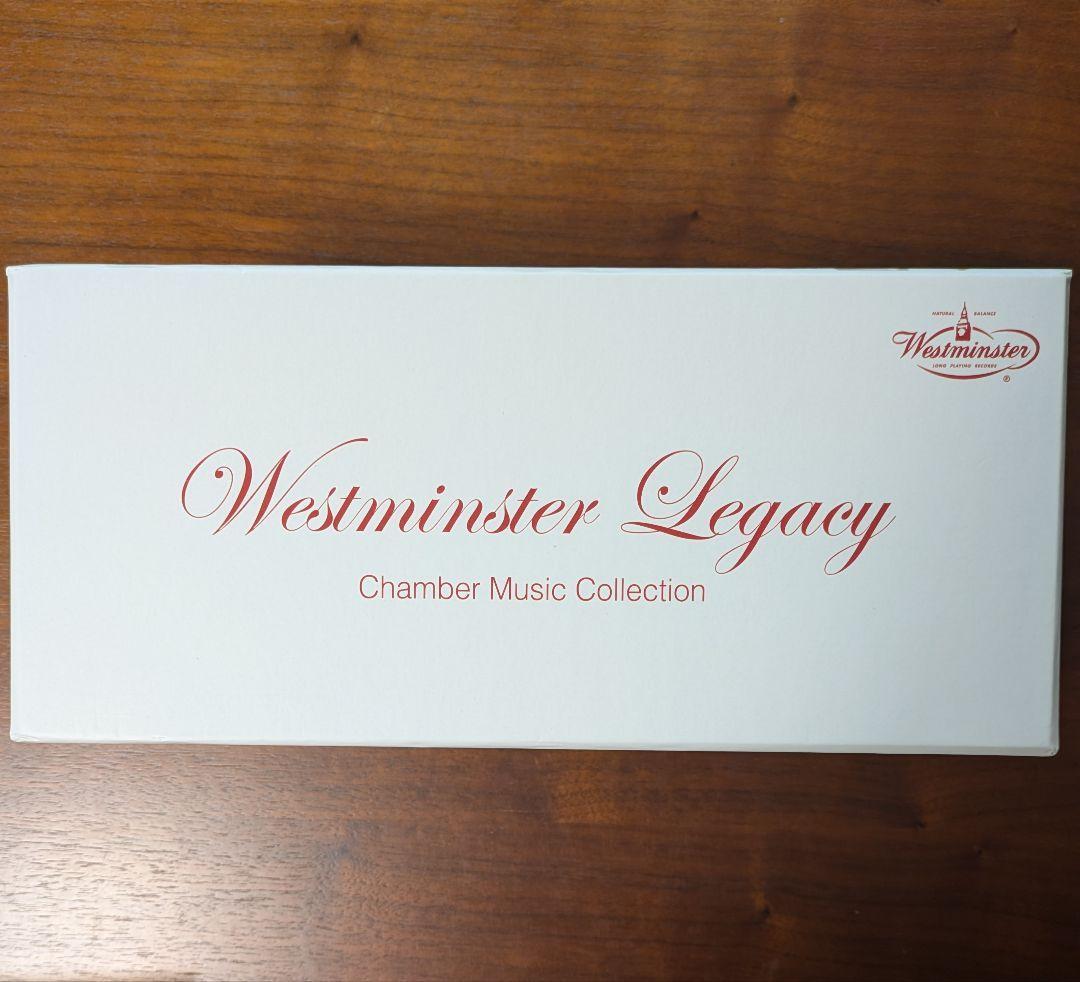 NATURAL BALANCE
Westminster
LONG PLAYING RECORDS
®
Westminster Legacy
Chamber Music Collection